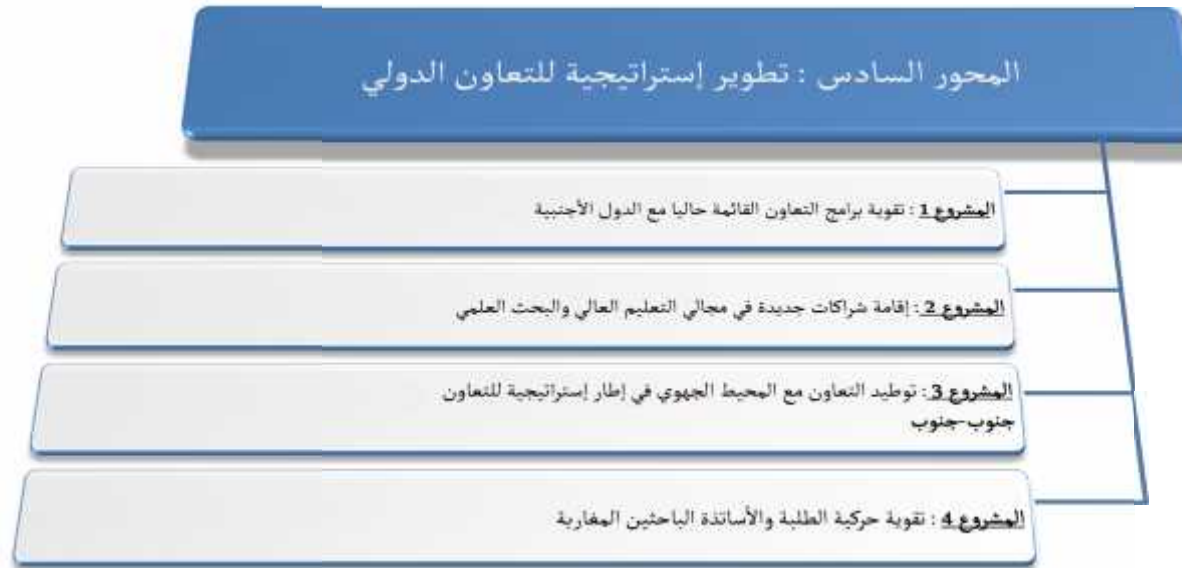 المحور السادس : تطوير إستراتيجية للتعاون الدولي
المشروع 1 : تقوية برامج التعاون القائمة حاليا مع الدول الأجنبية
المشروع 2 : إقامة شراكات جديدة في مجالي التعليم العالي والبحث العلمي
المشروع 3 : توطيد التعاون مع المحيط الجهوي في إطار إستراتيجية للتعاون
جنوب-جنوب
المشروع 4 : تقوية حركية الطلبة والأساتذة الباحثين المغاربة